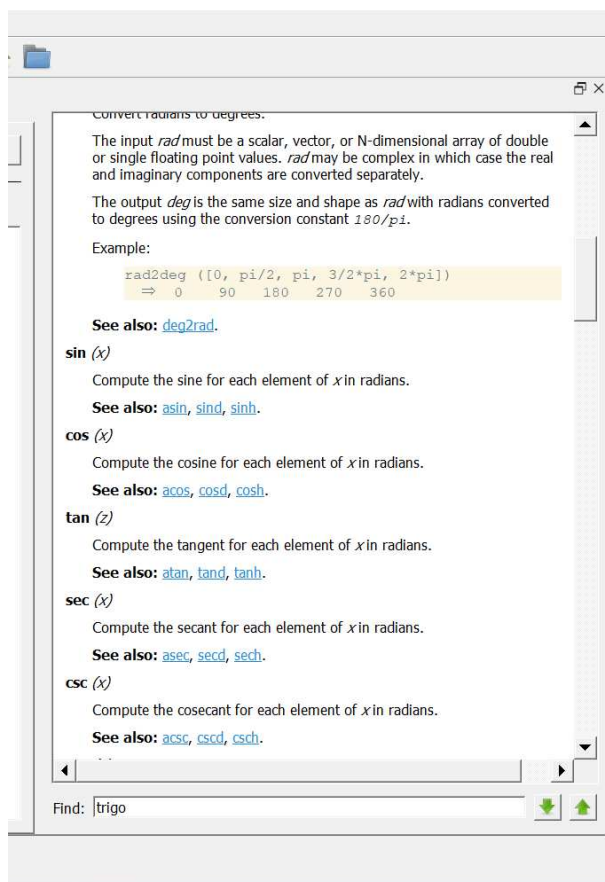 Convert radians to degrees.
The input rad must be a scalar, vector, or N-dimensional array of double
or single floating point values. rad may be complex in which case the real
and imaginary components are converted separately.
The output deg is the same size and shape as rad with radians converted
to degrees using the conversion constant 180/pi.
Example:
rad2deg ([0, pi/2, pi, 3/2*pi, 2*pi])
⇒ 0 90 180 270 360
See also: deg2rad.
sin (x)
Compute the sine for each element of x in radians.
See also: asin, sind, sinh.
cos (x)
Compute the cosine for each element of x in radians.
See also: acos, cosd, cosh.
tan (z)
Compute the tangent for each element of x in radians.
See also: atan, tand, tanh.
sec (x)
Compute the secant for each element of x in radians.
See also: asec, secd, sech.
csc (x)
Compute the cosecant for each element of x in radians.
See also: acsc, cscd, csch.
Find: trigo